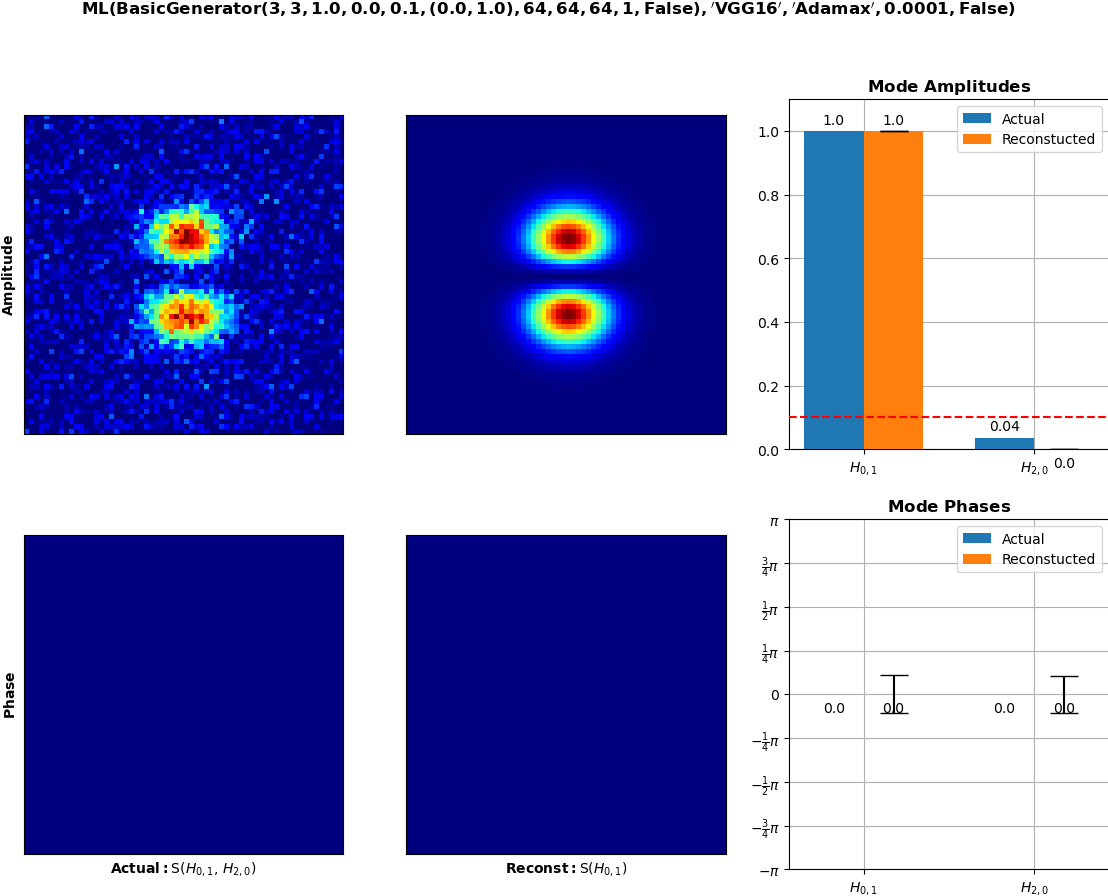 ML(BasicGenerator(3, 3, 1.0, 0.0, 0.1, (0.0, 1.0), 64, 64, 64, 1, False), ′VGG16′, ′Adamax′, 0.0001, False)
Amplitude
Mode Amplitudes
Actual
Reconstucted
1.0 1.0
0.04
0.0
1.0
0.8
0.6
0.4
0.2
0.0
H0, 1 H2, 0
Phase
Actual: S(H0, 1, H2, 0)
Reconst: S(H0, 1)
Mode Phases
Actual
Reconstucted
π
3/4π
1/2π
1/4π
0
−1/4π
−1/2π
−3/4π
−π
0.0 0.0 0.0 0.0
H0, 1 H2, 0